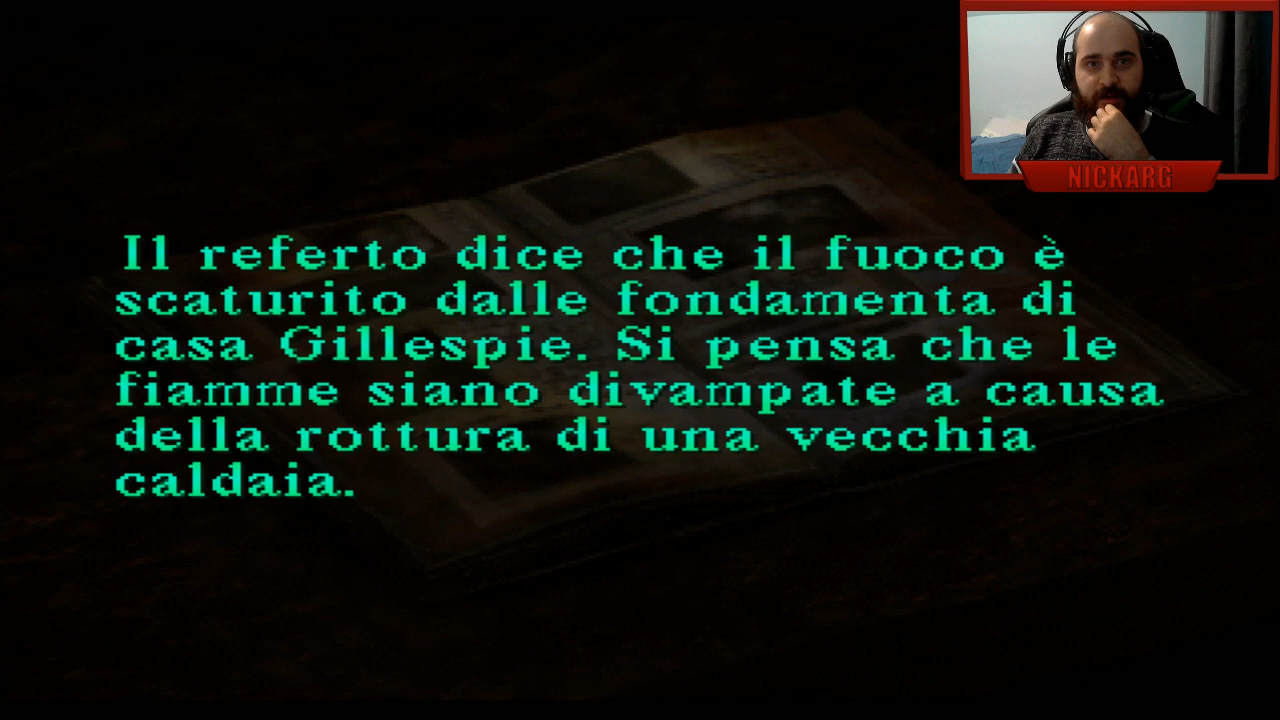 NICKARG
Il referto dice che il fuoco è
scaturito dalle fondamenta di
casa Gillespie. Si pensa che le
fiamme siano divampate a causa
della rottura di una vecchia
caldaia.